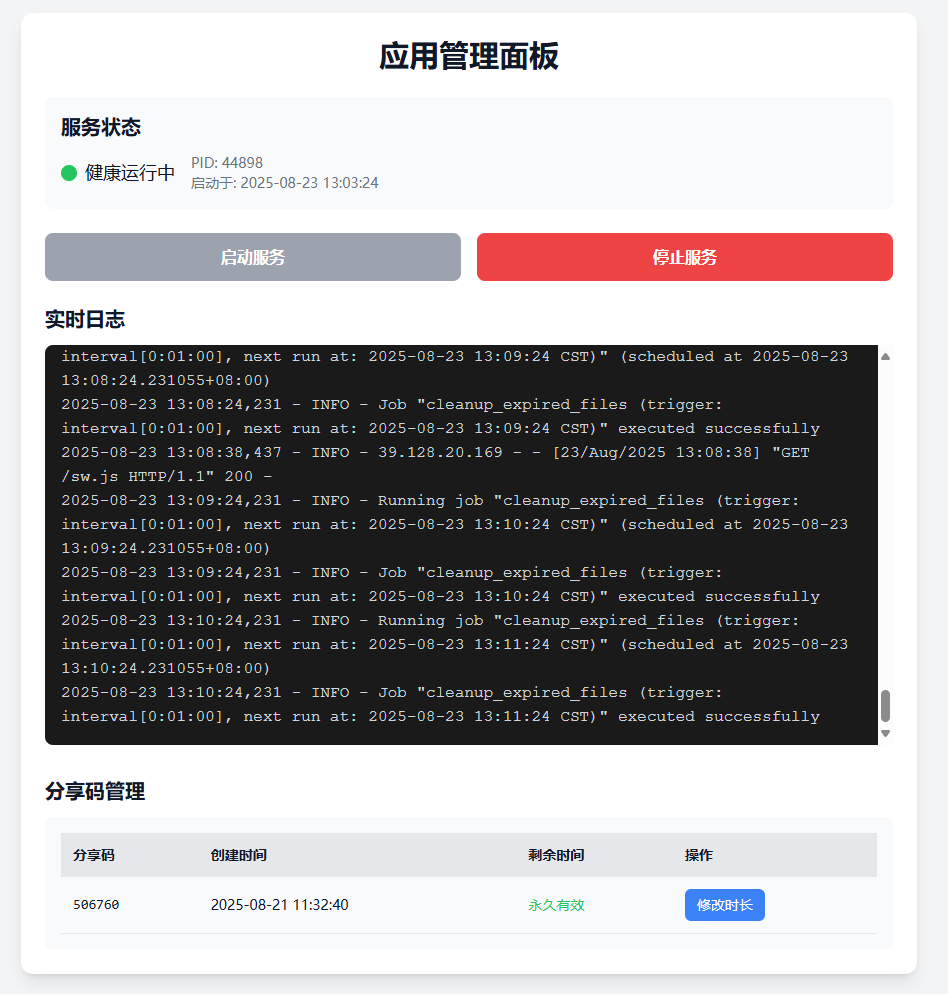 应用管理面板
服务状态
健康运行中
PID: 44898
启动于: 2025-08-23 13:03:24
启动服务 停止服务
实时日志
interval[0:01:00], next run at: 2025-08-23 13:09:24 CST)" (scheduled at 2025-08-23
13:08:24.231055+08:00)
2025-08-23 13:08:24,231 - INFO - Job "cleanup_expired_files (trigger:
interval[0:01:00], next run at: 2025-08-23 13:09:24 CST)" executed successfully
2025-08-23 13:08:38,437 - INFO - 39.128.20.169 - - [23/Aug/2025 13:08:38] "GET
/sw.js HTTP/1.1" 200 -
2025-08-23 13:09:24,231 - INFO - Running job "cleanup_expired_files (trigger:
interval[0:01:00], next run at: 2025-08-23 13:10:24 CST)" (scheduled at 2025-08-23
13:09:24.231055+08:00)
2025-08-23 13:09:24,231 - INFO - Job "cleanup_expired_files (trigger:
interval[0:01:00], next run at: 2025-08-23 13:10:24 CST)" executed successfully
2025-08-23 13:10:24,231 - INFO - Running job "cleanup_expired_files (trigger:
interval[0:01:00], next run at: 2025-08-23 13:11:24 CST)" (scheduled at 2025-08-23
13:10:24.231055+08:00)
2025-08-23 13:10:24,231 - INFO - Job "cleanup_expired_files (trigger:
interval[0:01:00], next run at: 2025-08-23 13:11:24 CST)" executed successfully
分享码管理
分享码 创建时间 剩余时间 操作
506760 2025-08-21 11:32:40 永久有效 修改时长